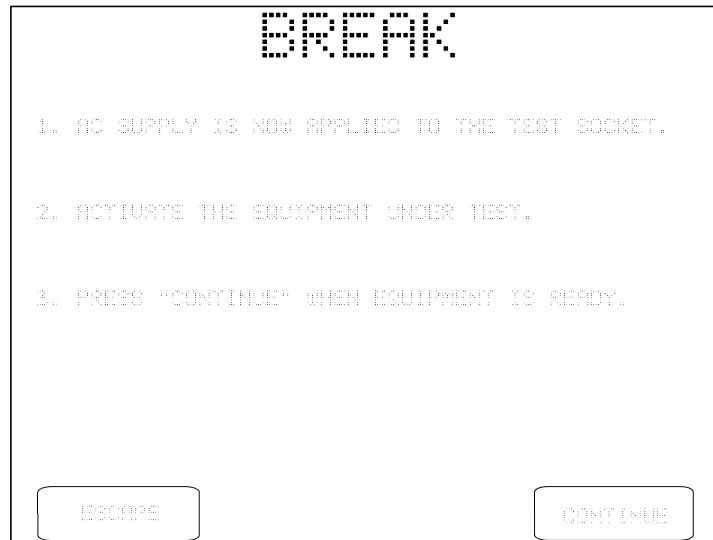 BREAK
1. AC SUPPLY IS NOW APPLIED TO THE TEST SOCKET.
2. ACTIVATE THE EQUIPMENT UNDER TEST.
3. PRESS "CONTINUE" WHEN EQUIPMENT IS READY.
ESCAPE
CONTINUE